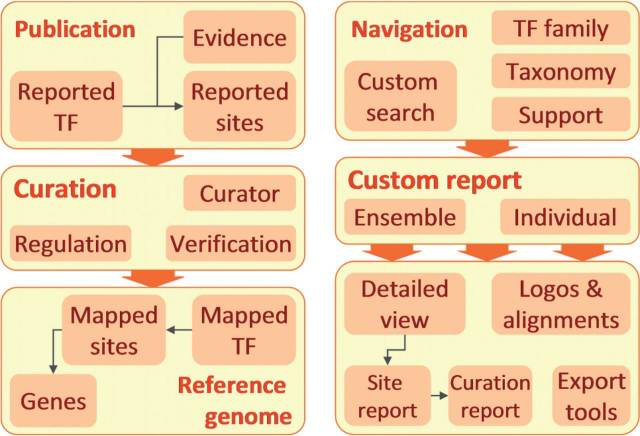 Publication
Evidence
Reported
TF
Reported
sites
Curation
Curator
Regulation
Verification
Mapped
sites
Mapped
TF
Genes
Reference
genome
Navigation
TF family
Custom
search
Taxonomy
Support
Custom report
Ensemble
Individual
Detailed
view
Logos &
alignments
Site
report
Curation
report
Export
tools